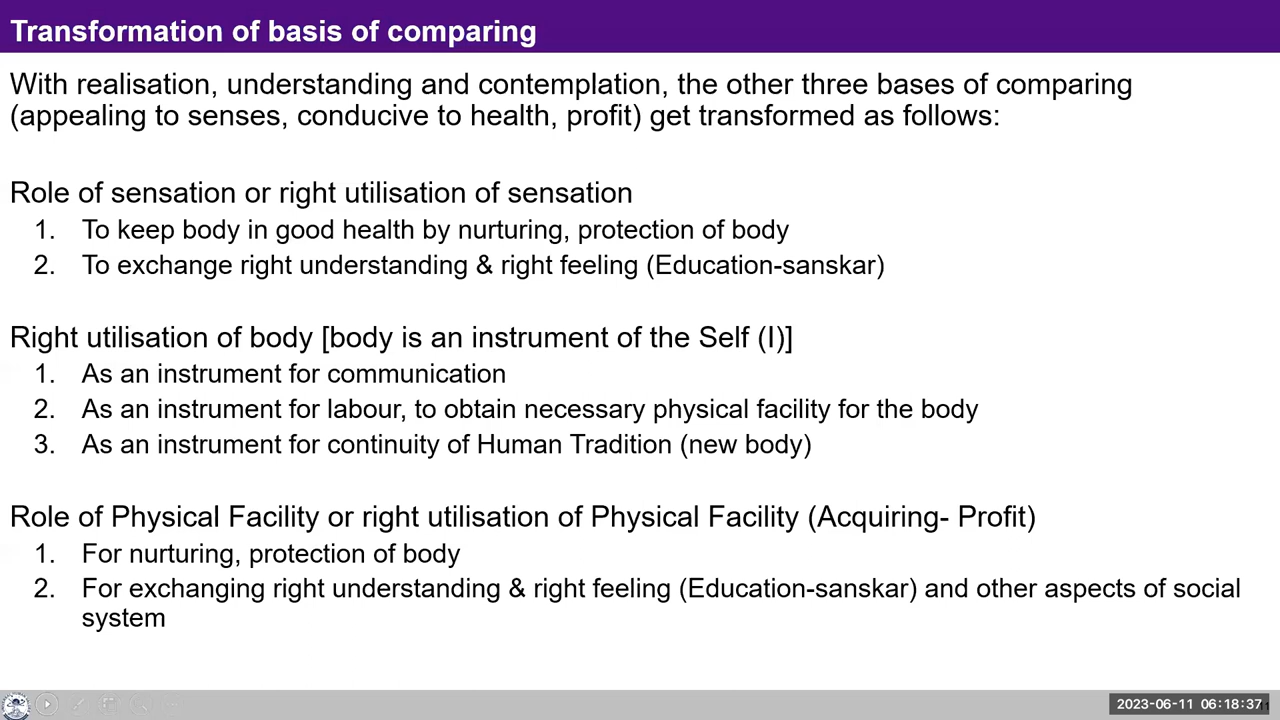 Transformation of basis of comparing
With realisation, understanding and contemplation, the other three bases of comparing
(appealing to senses, conducive to health, profit) get transformed as follows:
Role of sensation or right utilisation of sensation
1. To keep body in good health by nurturing, protection of body
2. To exchange right understanding & right feeling (Education-sanskar)
Right utilisation of body [body is an instrument of the Self (I)]
1. As an instrument for communication
2. As an instrument for labour, to obtain necessary physical facility for the body
3. As an instrument for continuity of Human Tradition (new body)
Role of Physical Facility or right utilisation of Physical Facility (Acquiring- Profit)
1. For nurturing, protection of body
2. For exchanging right understanding & right feeling (Education-sanskar) and other aspects of social
system
2023-06-11 06:18:37